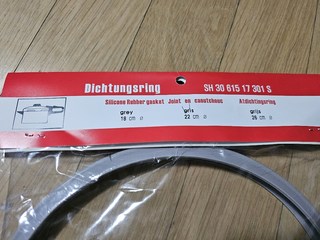 Dichtungsring SH 30 615 17 301 S
Silicone Rubber gasket Joint en caoutchouc Afdichtingsring
grey gris grijs
18 cm ø 22 cm ø 26 cm ø